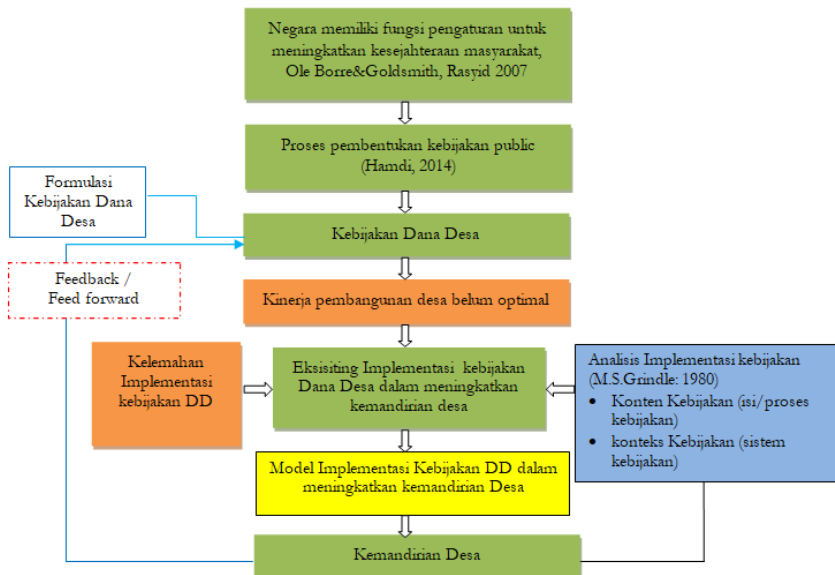 Negara memiliki fungsi pengaturan untuk
meningkatkan kesejahteraan masyarakat,
Ole Borre&Goldsmith, Rasyid 2007
Proses pembentukan kebijakan public
(Hamdi, 2014)
Formulasi
Kebijakan Dana
Desa
Kebijakan Dana Desa
Feedback /
Feed forward
Kinerja pembangunan desa belum optimal
Kelemahan
Implementasi
kebijakan DD
Eksisiting Implementasi kebijakan
Dana Desa dalam meningkatkan
kemandirian desa
Analisis Implementasi kebijakan
(M.S.Grindle: 1980)
• Konten Kebijakan (isi/proses
kebijakan)
• konteks Kebijakan (sistem
kebijakan)
Model Implementasi Kebijakan DD dalam
meningkatkan kemandirian Desa
Kemandirian Desa